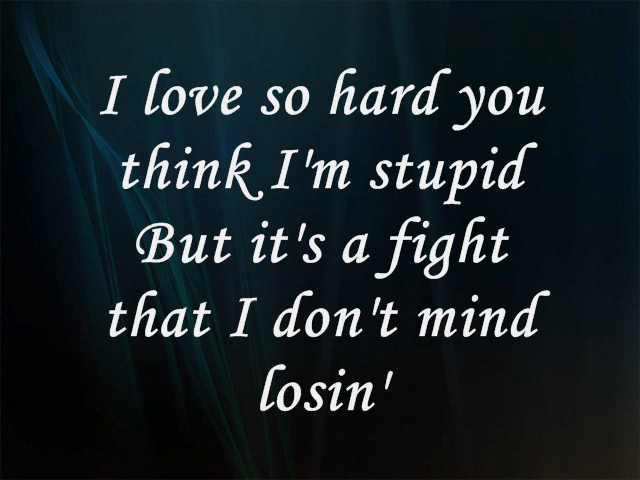 I love so hard you
think I'm stupid
But it's a fight
that I don't mind
losin'